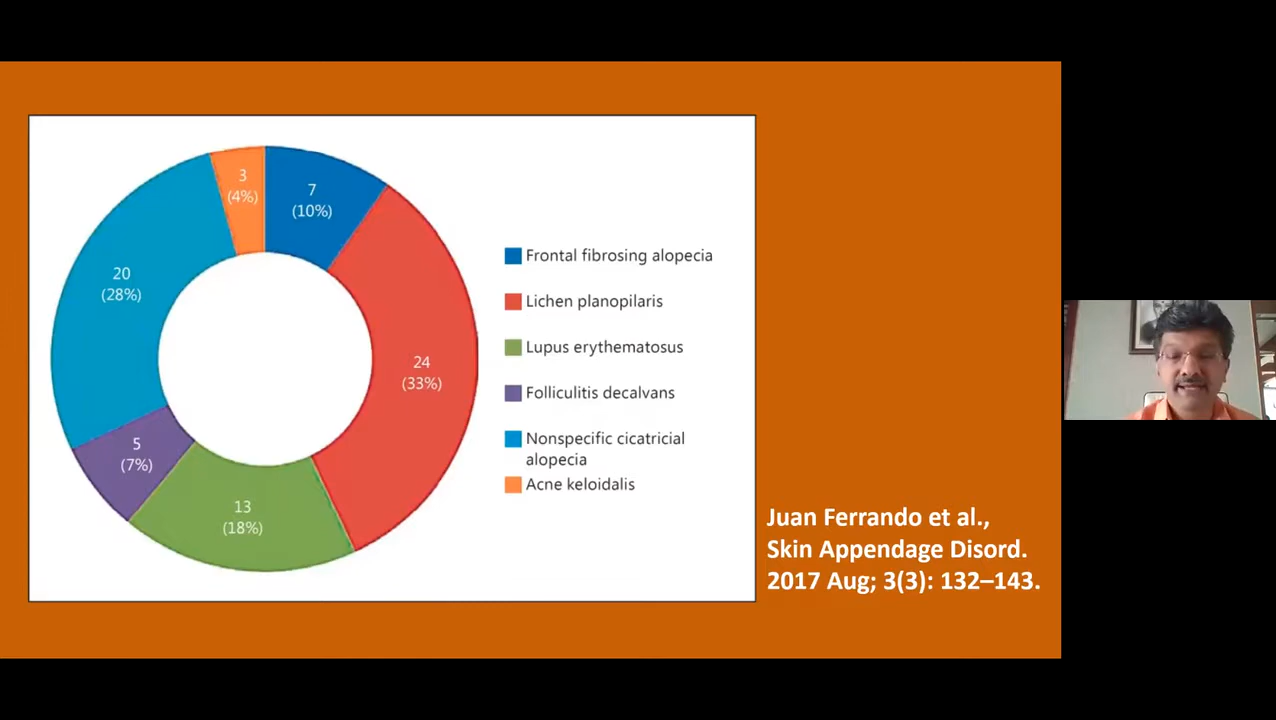 3
(4%)
7
(10%)
20
(28%)
24
(33%)
5
(7%)
13
(18%)
Frontal fibrosing alopecia
Lichen planopilaris
Lupus erythematosus
Folliculitis decalvans
Nonspecific cicatricial
alopecia
Acne keloidalis
Juan Ferrando et al.,
Skin Appendage Disord.
2017 Aug; 3(3): 132–143.